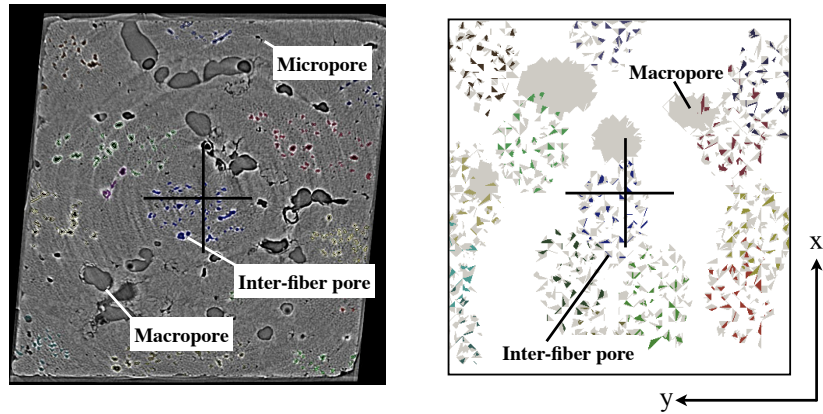 Micropore
Inter-fiber pore
Macropore
Macropore
Inter-fiber pore
x
y